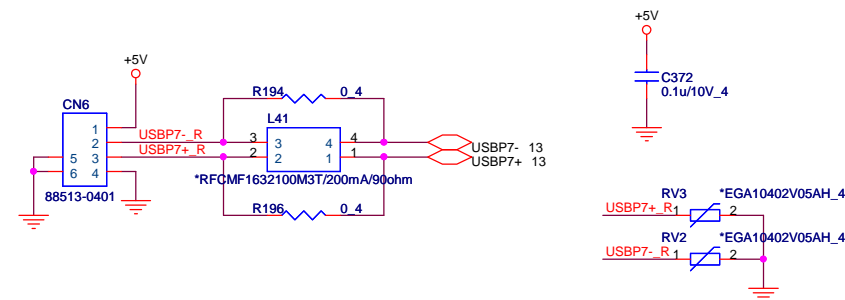 +5V
+5V
R194 0_4
C372
0.1u/10V_4
CN6
L41
1
USBP7-_R
2
3 3 4 4
USBP7- 13
USBP7+_R
5 3
2 2 1 1
USBP7+ 13
6 4
*RFCMF1632100M3T/200mA/90ohm
88513-0401
R196 0_4
RV3 *EGA10402V05AH_4
USBP7+_R 1 2
RV2 *EGA10402V05AH_4
USBP7-_R 1 2